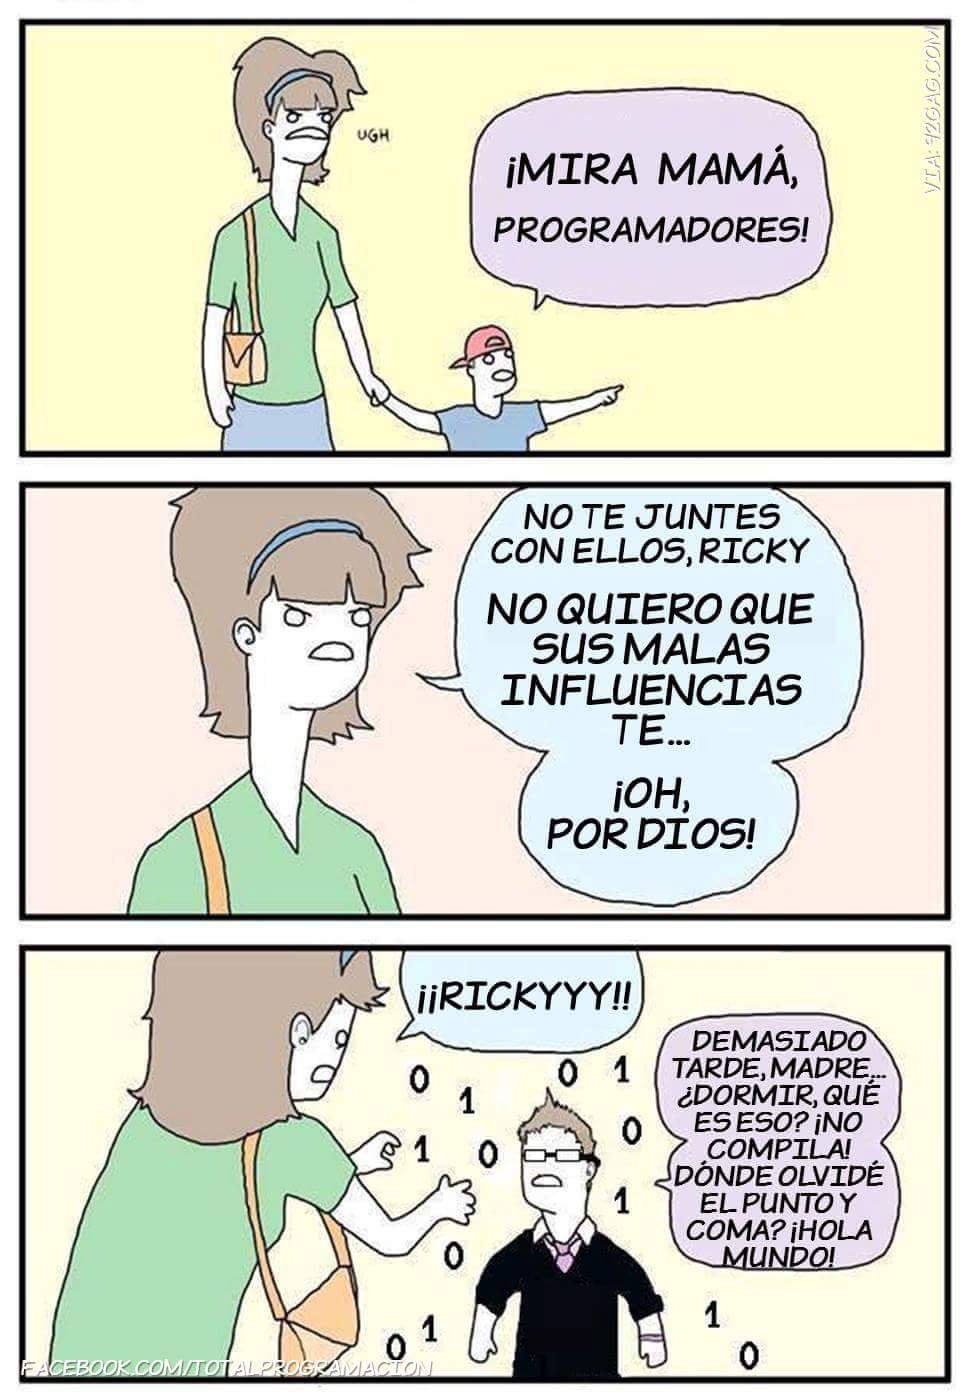 VIA: 92GAG.COM
UGH
¡MIRA MAMÁ,
PROGRAMADORES!
NO TE JUNTES
CON ELLOS, RICKY
NO QUIERO QUE
SUS MALAS
INFLUENCIAS
TE...
¡OH,
POR DIOS!
¡¡RICKYYY!!
DEMASIADO
TARDE, MADRE...
¿DORMIR, QUÉ
ES ESO? ¡NO
COMPILA!
DÓNDE OLVIDÉ
EL PUNTO Y
COMA? ¡HOLA
MUNDO!
0 1 0 1
1 0 0
1
0
0 1 1
0
FACEBOOK.COM/TOTALPROGRAMACION